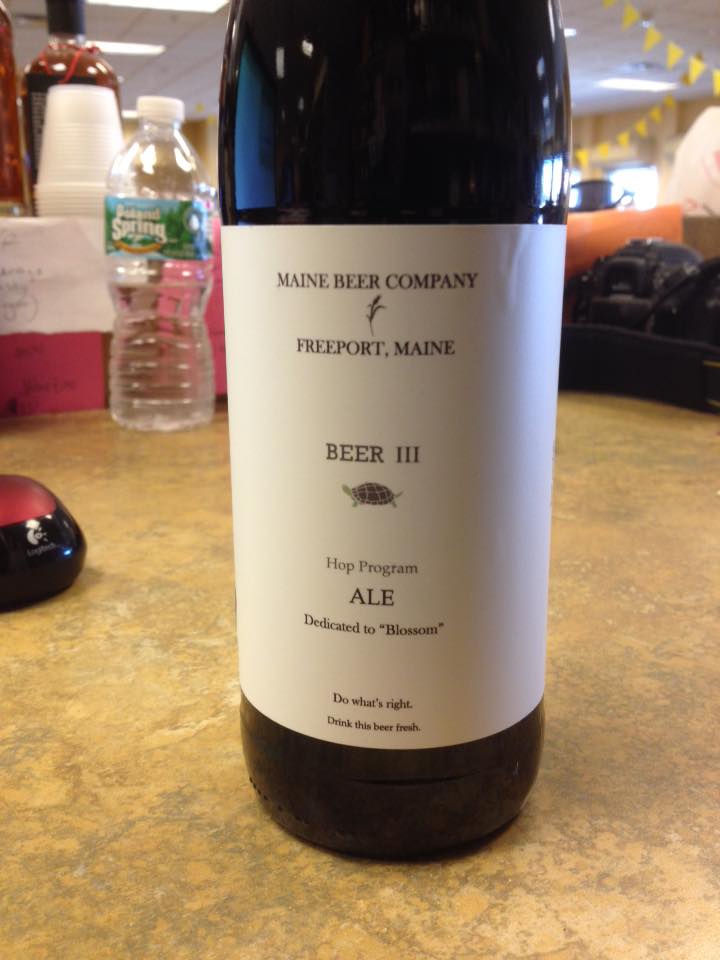 MAINE BEER COMPANY
FREEPORT, MAINE
BEER III
Hop Program
ALE
Dedicated to "Blossom"
Do what's right.
Drink this beer fresh.
Poland
Spring
Logitech